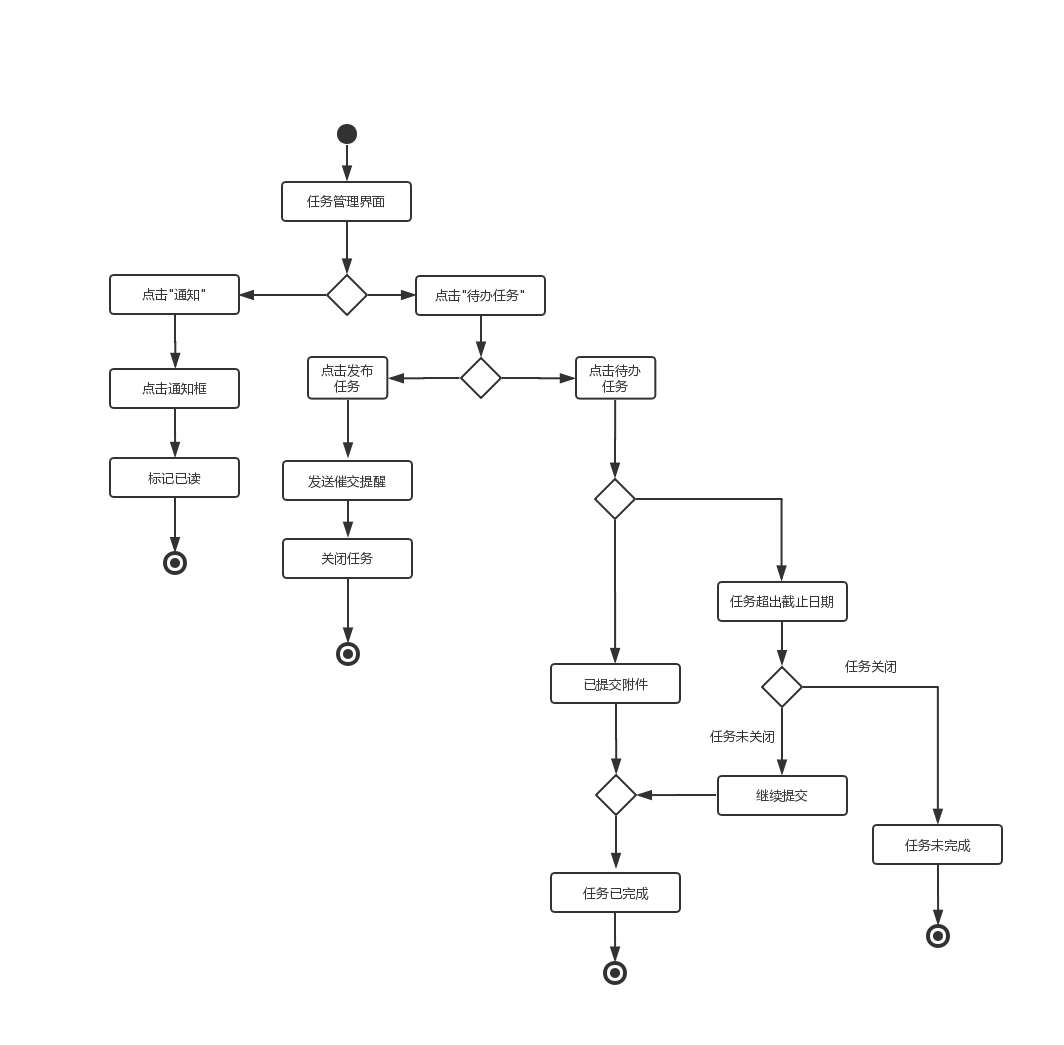 任务管理界面
点击"通知"
点击"待办任务"
点击发布
任务
点击待办
任务
点击通知框
标记已读
发送催交提醒
关闭任务
任务超出截止日期
任务关闭
已提交附件
任务未关闭
继续提交
任务未完成
任务已完成